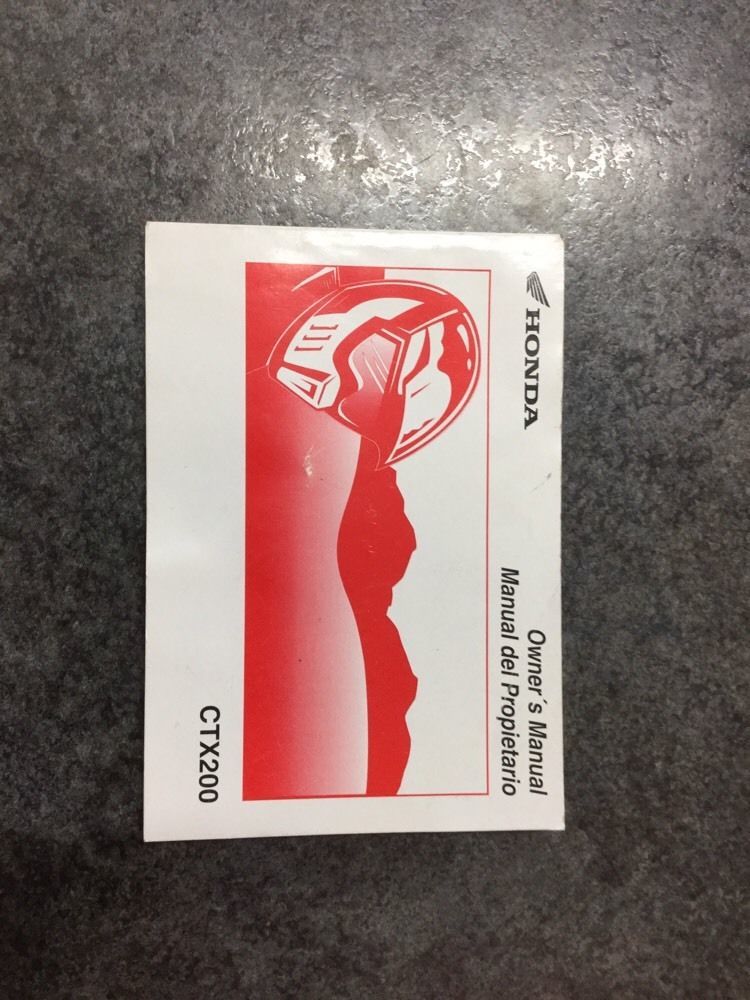 HONDA
Owner´s Manual
Manual del Propietario
CTX200